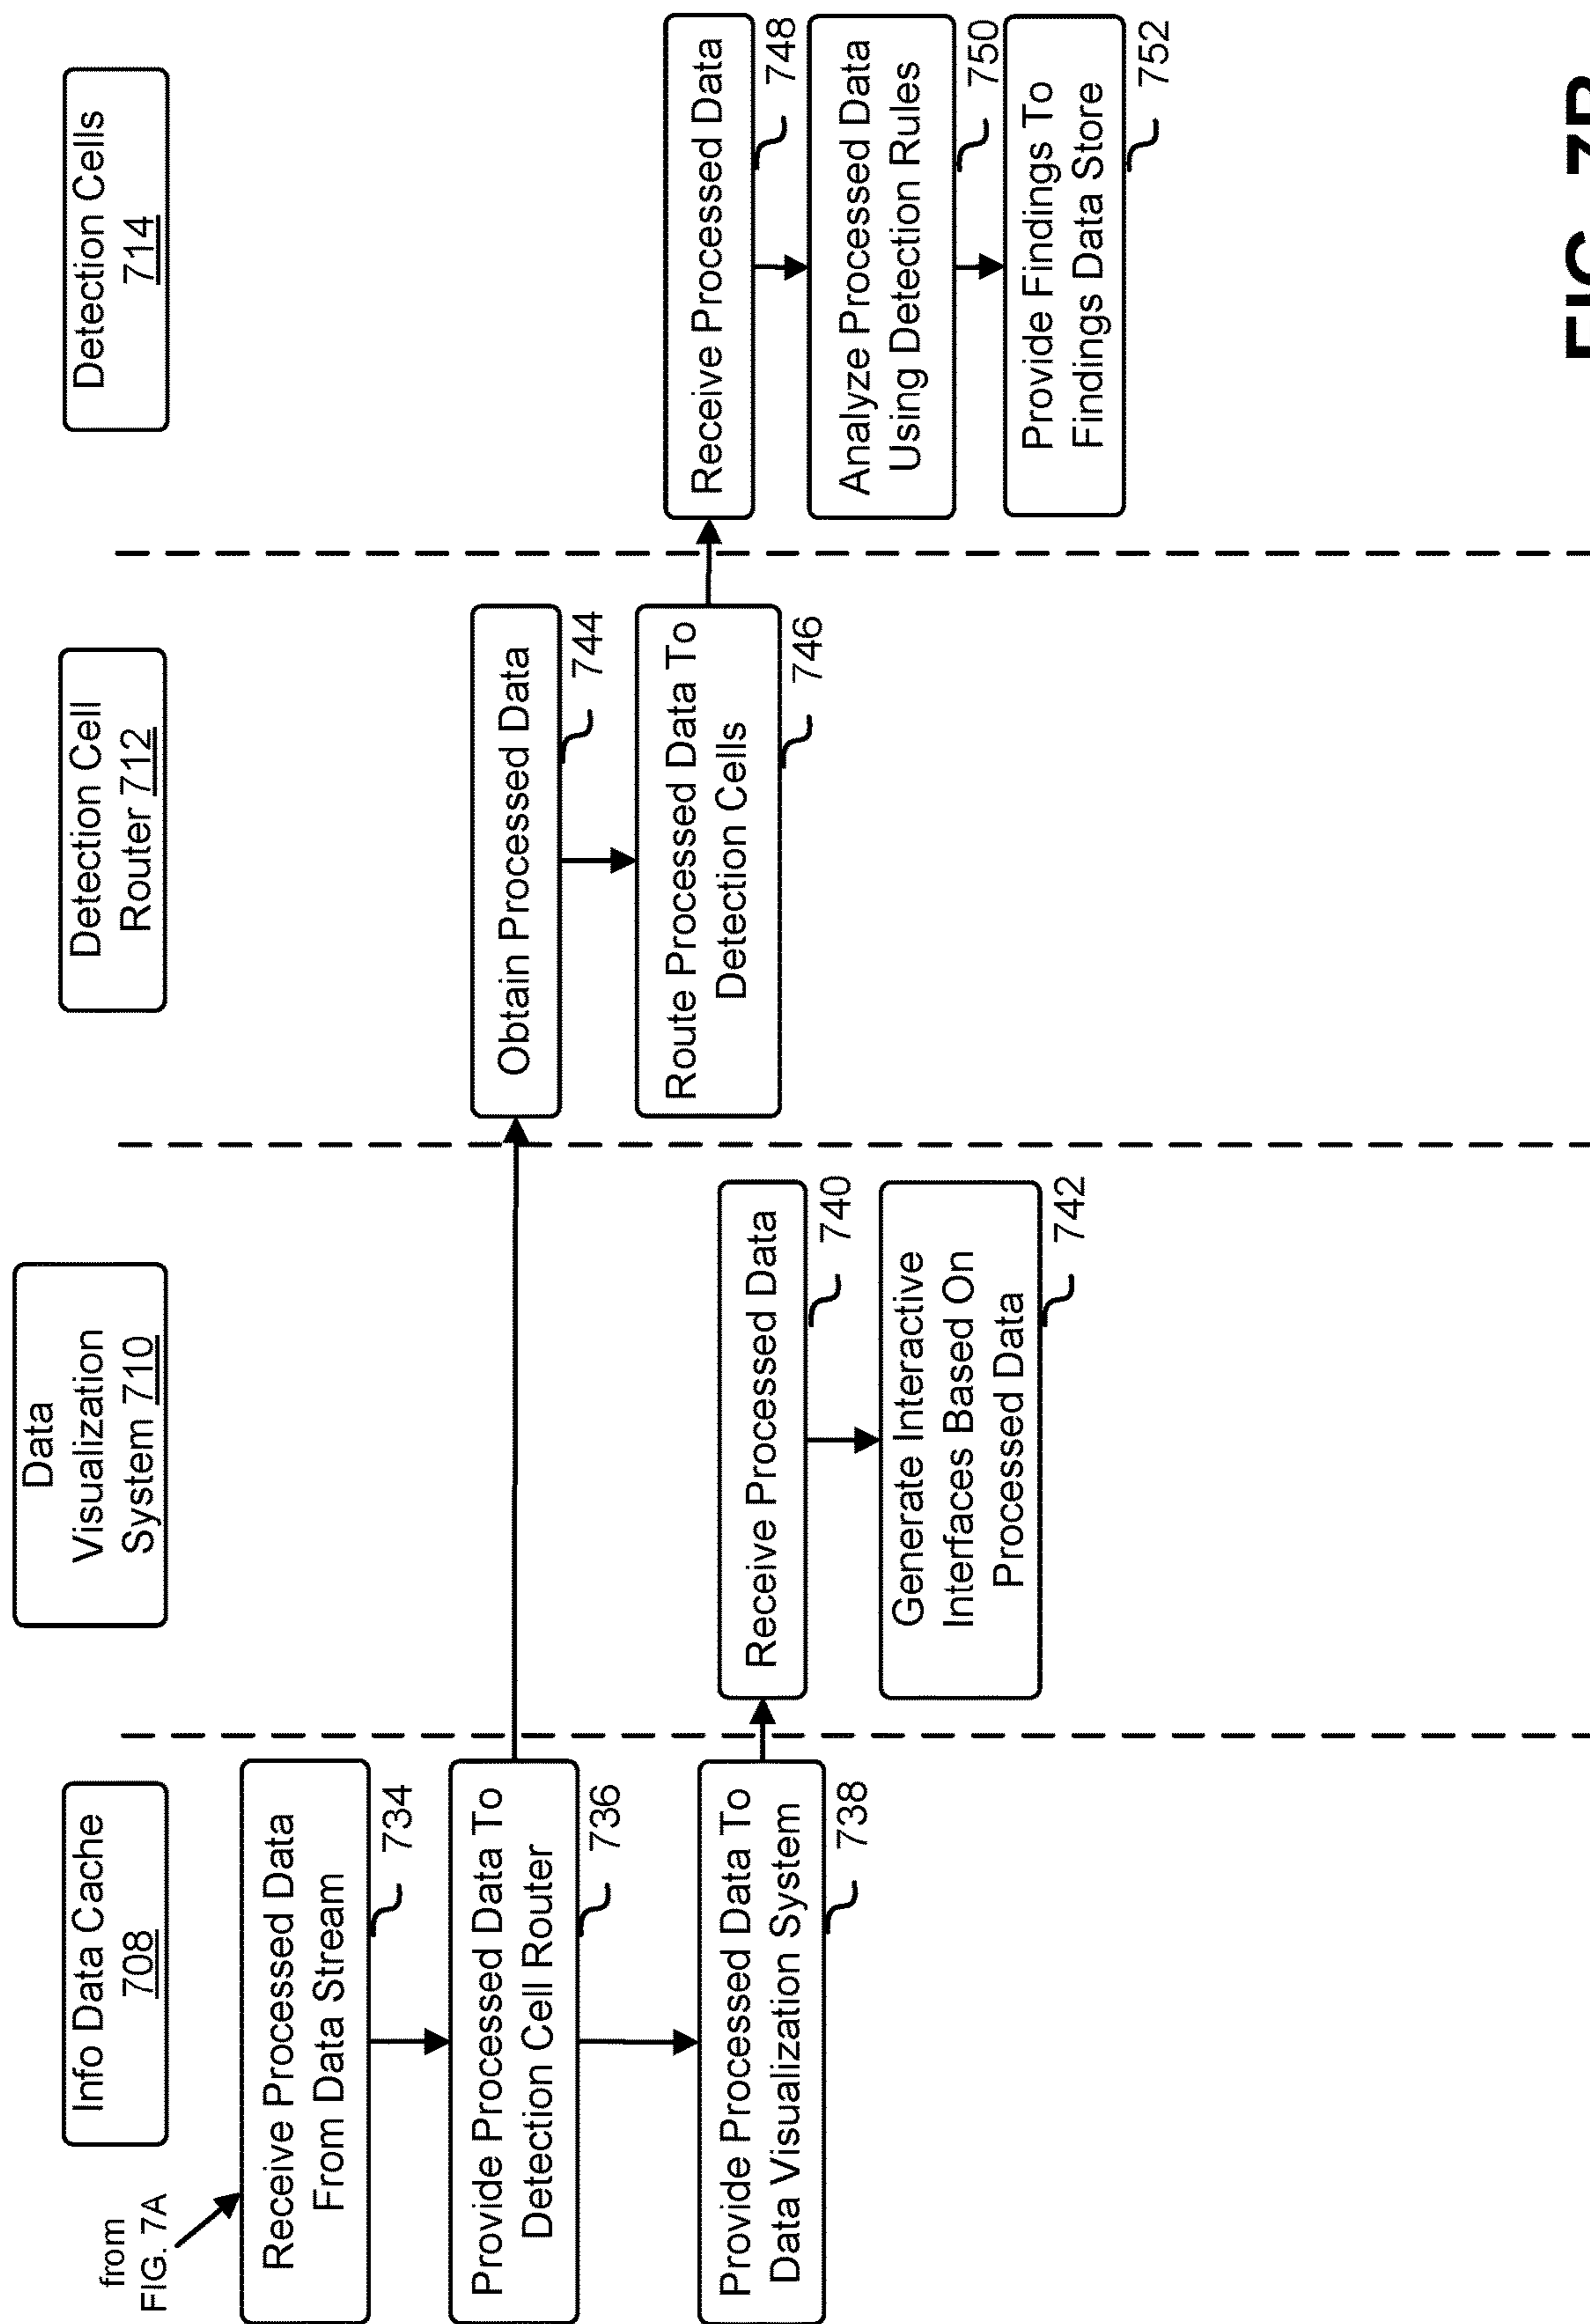 from
FIG. 7A
Info Data Cache
708
Receive Processed Data
From Data Stream
734
Provide Processed Data To
Detection Cell Router
736
Provide Processed Data To
Data Visualization System
738
Data
Visualization
System 710
Receive Processed Data
740
Generate Interactive
Interfaces Based On
Processed Data
742
Detection Cell
Router 712
Obtain Processed Data
744
Route Processed Data To
Detection Cells
746
Detection Cells
714
Receive Processed Data
748
Analyze Processed Data
Using Detection Rules
750
Provide Findings To
Findings Data Store
752
FIG.